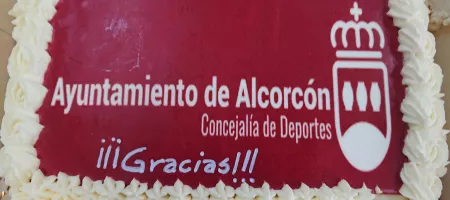 Ayuntamiento de Alcorcón
Concejalía de Deportes
¡¡¡Gracias!!!